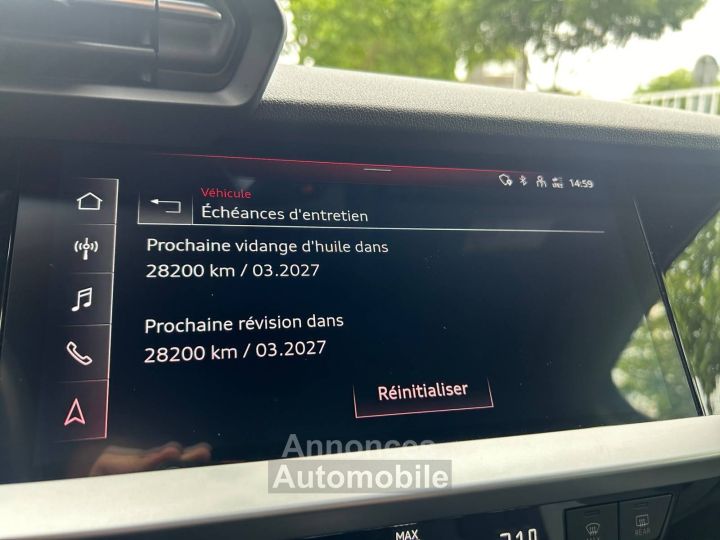 14:59
Véhicule
Échéances d'entretien
Prochaine vidange d'huile dans
28200 km / 03.2027
Prochaine révision dans
28200 km / 03.2027
Réinitialiser
Annonces
Automobile
MAX
REAR